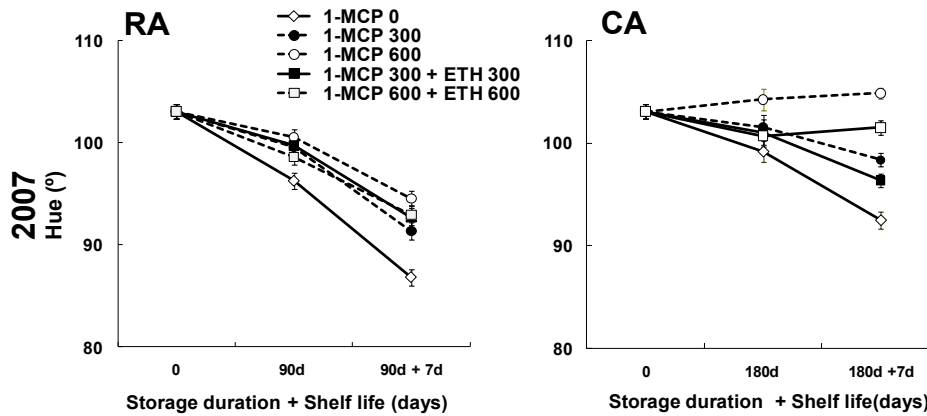 RA
1-MCP 0
1-MCP 300
1-MCP 600
1-MCP 300 + ETH 300
1-MCP 600 + ETH 600
CA
110
100
90
80
2007
Hue (º)
0
90d
90d + 7d
Storage duration + Shelf life (days)
110
100
90
80
0
180d
180d +7d
Storage duration + Shelf life(days)